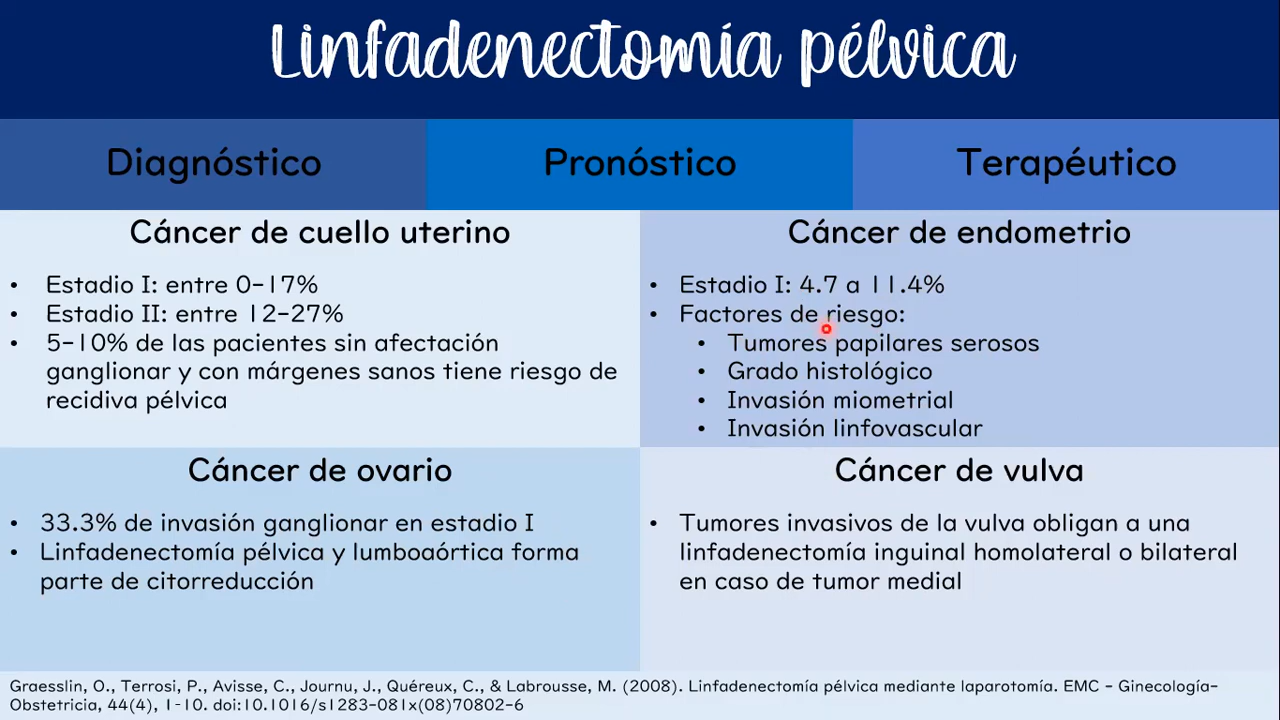 Linfadenectomía pélvica
Diagnóstico
Pronóstico
Terapéutico
Cáncer de cuello uterino
• Estadio I: entre 0-17%
• Estadio II: entre 12-27%
• 5-10% de las pacientes sin afectación
ganglionar y con márgenes sanos tiene riesgo de
recidiva pélvica
Cáncer de endometrio
• Estadio I: 4.7 a 11.4%
• Factores de riesgo:
• Tumores papilares serosos
• Grado histológico
• Invasión miometrial
• Invasión linfovascular
Cáncer de ovario
• 33.3% de invasión ganglionar en estadio I
• Linfadenectomía pélvica y lumboaórtica forma
parte de citorreducción
Cáncer de vulva
• Tumores invasivos de la vulva obligan a una
linfadenectomía inguinal homolateral o bilateral
en caso de tumor medial
Graesslin, O., Terrosi, P., Avisse, C., Journu, J., Quéreux, C., & Labrousse, M. (2008). Linfadenectomía pélvica mediante laparotomía. EMC - Ginecología-
Obstetricia, 44(4), 1-10. doi:10.1016/s1283-081x(08)70802-6